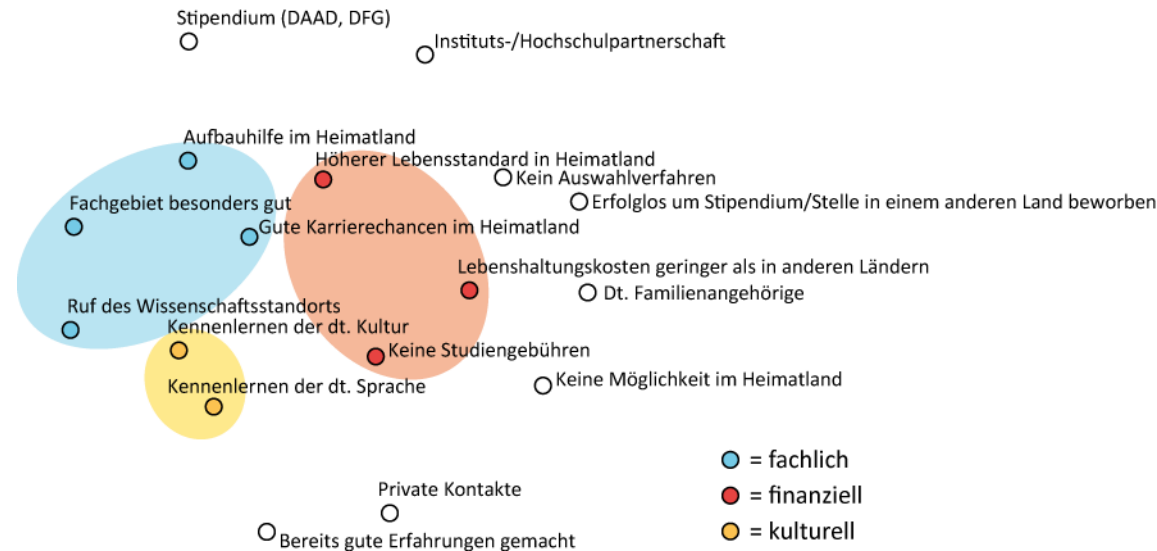 Stipendium (DAAD, DFG)
Instituts-/Hochschulpartnerschaft
Aufbauhilfe im Heimatland
Höherer Lebensstandard in Heimatland
Kein Auswahlverfahren
Fachgebiet besonders gut
Erfolglos um Stipendium/Stelle in einem anderen Land beworben
Gute Karrierechancen im Heimatland
Lebenshaltungskosten geringer als in anderen Ländern
Dt. Familienangehörige
Ruf des Wissenschaftsstandorts
Kennenlernen der dt. Kultur
Keine Studiengebühren
Keine Möglichkeit im Heimatland
Kennenlernen der dt. Sprache
= fachlich
= finanziell
= kulturell
Private Kontakte
Bereits gute Erfahrungen gemacht